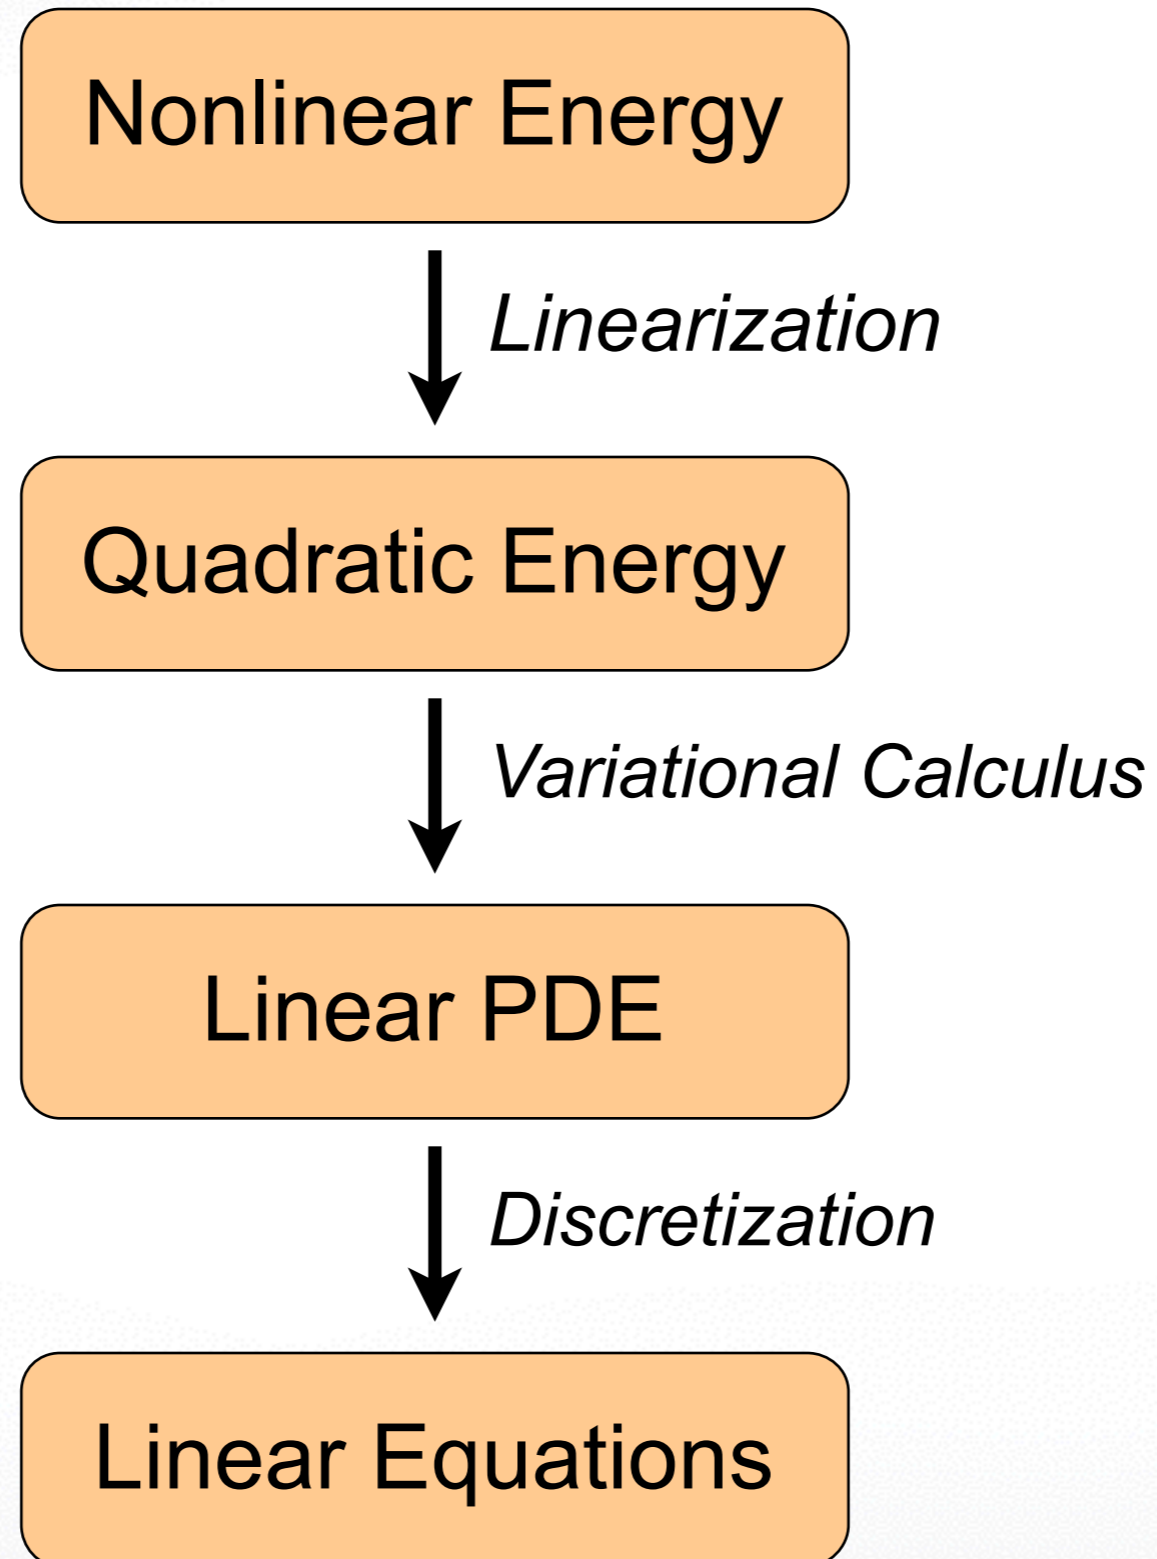 Nonlinear Energy
Linearization
Quadratic Energy
Variational Calculus
Linear PDE
Discretization
Linear Equations